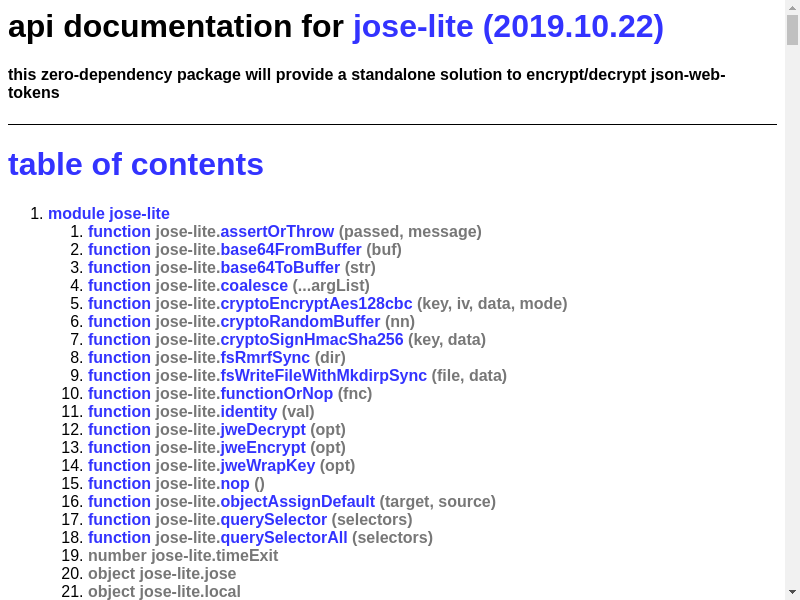 api documentation for jose-lite (2019.10.22)
this zero-dependency package will provide a standalone solution to encrypt/decrypt json-web-
tokens
table of contents
1. module jose-lite
1. function jose-lite.assertOrThrow (passed, message)
2. function jose-lite.base64FromBuffer (buf)
3. function jose-lite.base64ToBuffer (str)
4. function jose-lite.coalesce (...argList)
5. function jose-lite.cryptoEncryptAes128cbc (key, iv, data, mode)
6. function jose-lite.cryptoRandomBuffer (nn)
7. function jose-lite.cryptoSignHmacSha256 (key, data)
8. function jose-lite.fsRmrfSync (dir)
9. function jose-lite.fsWriteFileWithMkdirpSync (file, data)
10. function jose-lite.functionOrNop (fnc)
11. function jose-lite.identity (val)
12. function jose-lite.jweDecrypt (opt)
13. function jose-lite.jweEncrypt (opt)
14. function jose-lite.jweWrapKey (opt)
15. function jose-lite.nop ()
16. function jose-lite.objectAssignDefault (target, source)
17. function jose-lite.querySelector (selectors)
18. function jose-lite.querySelectorAll (selectors)
19. number jose-lite.timeExit
20. object jose-lite.jose
21. object jose-lite.local